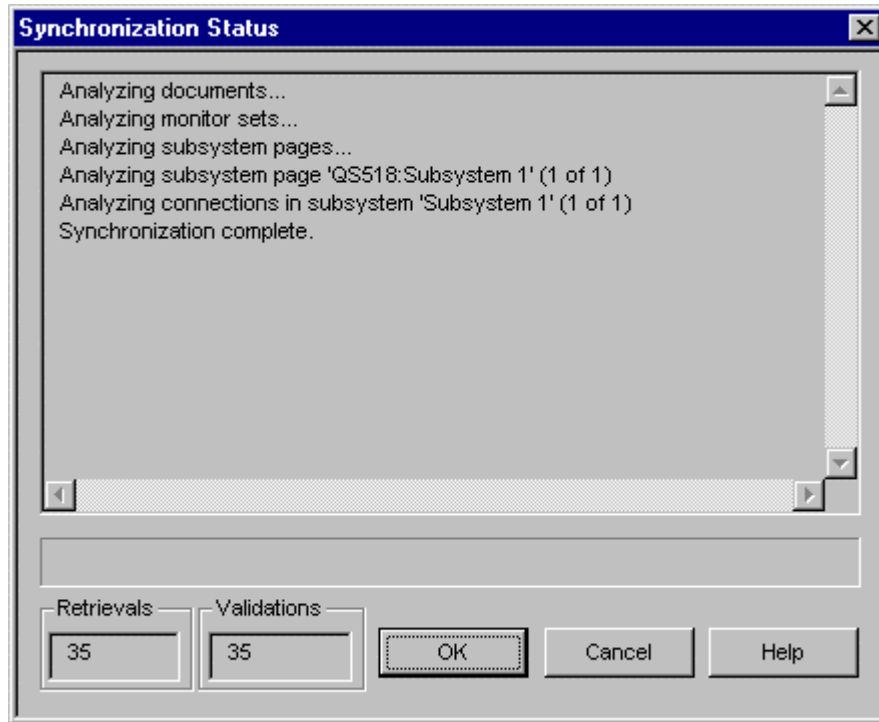 Synchronization Status
Analyzing documents...
Analyzing monitor sets...
Analyzing subsystem pages...
Analyzing subsystem page 'QS518:Subsystem 1' (1 of 1)
Analyzing connections in subsystem 'Subsystem 1' (1 of 1)
Synchronization complete.
Retrievals Validations
35 35 OK Cancel Help